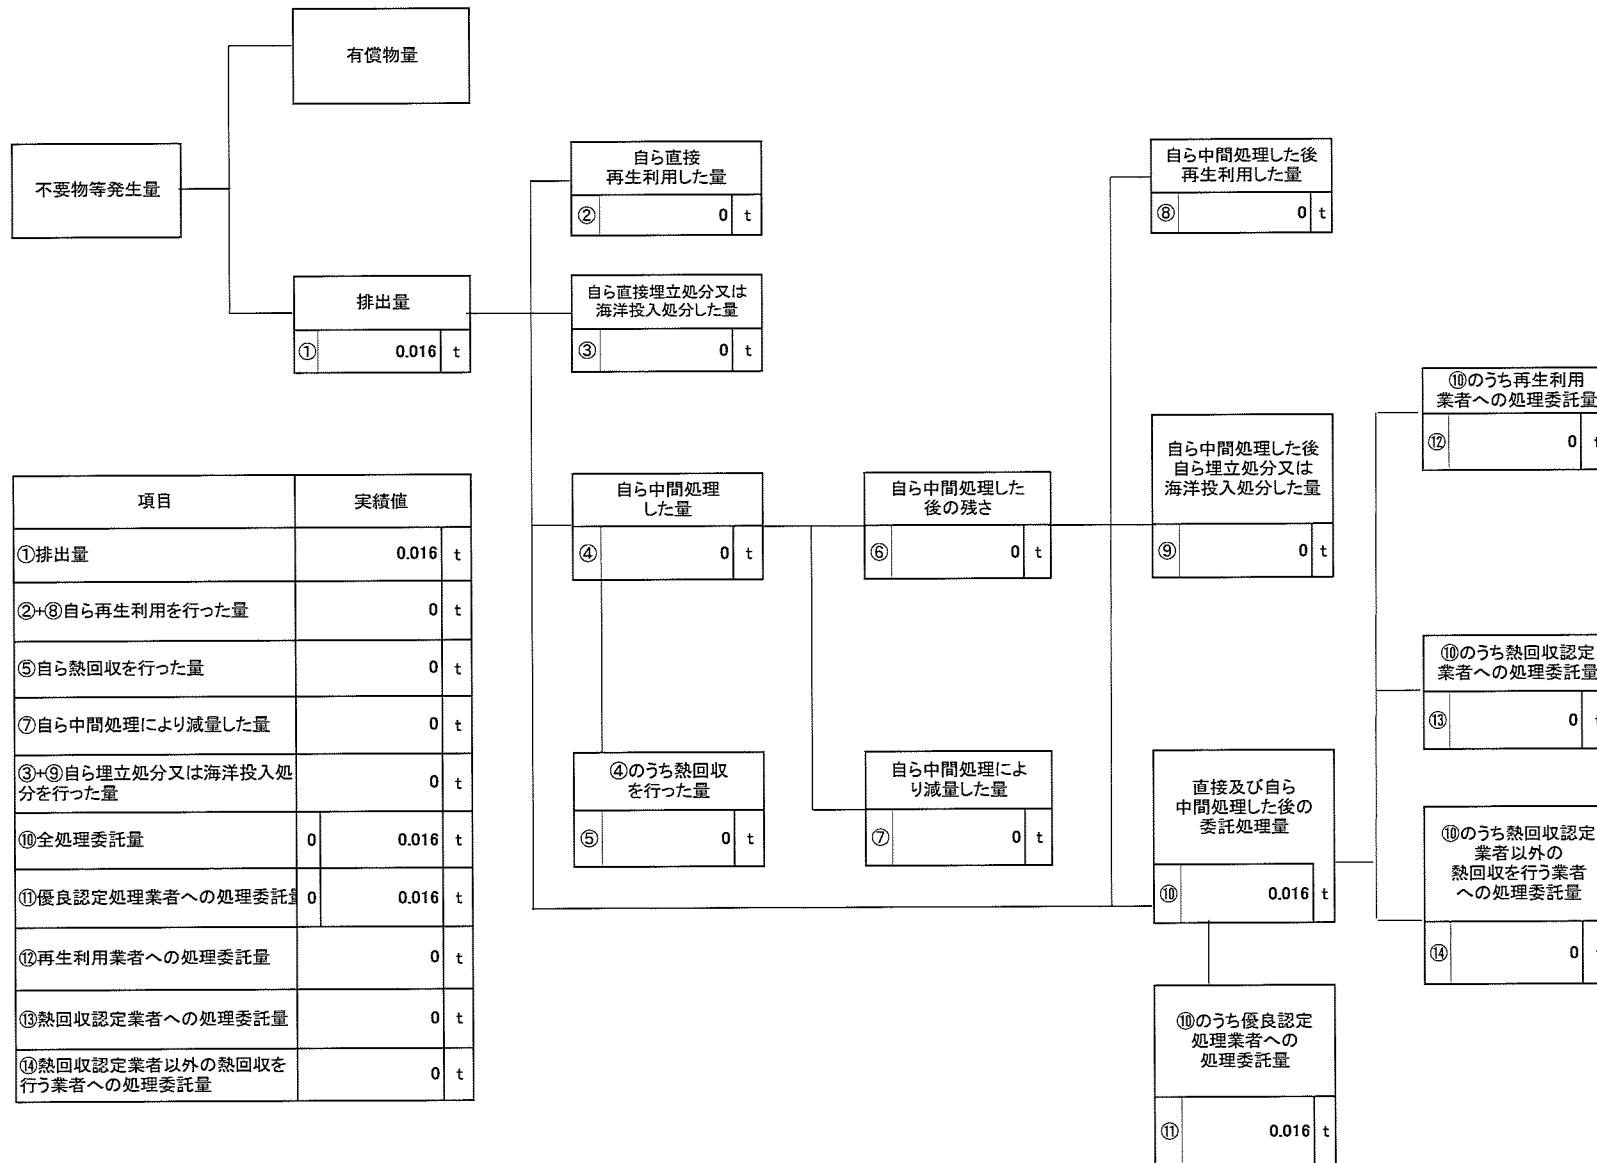 有償物量
不要物等発生量
排出量
① 0.016 t
自ら直接
再生利用した量
② 0 t
自ら直接埋立処分又は
海洋投入処分した量
③ 0 t
自ら中間処理
した量
④ 0 t
④のうち熱回収
を行った量
⑤ 0 t
自ら中間処理した
後の残さ
⑥ 0 t
自ら中間処理によ
り減量した量
⑦ 0 t
自ら中間処理した後
再生利用した量
⑧ 0 t
自ら中間処理した後
自ら埋立処分又は
海洋投入処分した量
⑨ 0 t
直接及び自ら
中間処理した後の
委託処理量
⑩ 0.016 t
⑩のうち優良認定
処理業者への
処理委託量
⑪ 0.016 t
⑩のうち再生利用
業者への処理委託量
⑫ 0 t
⑩のうち熱回収認定
業者への処理委託量
⑬ 0 t
⑩のうち熱回収認定
業者以外の
熱回収を行う業者
への処理委託量
⑭ 0
項目 実績値
①排出量 0.016 t
②+⑧自ら再生利用を行った量 0 t
⑤自ら熱回収を行った量 0 t
⑦自ら中間処理により減量した量 0 t
③+⑨自ら埋立処分又は海洋投入処
分を行った量 0 t
⑩全処理委託量 0 0.016 t
⑪優良認定処理業者への処理委託量 0 0.016 t
⑫再生利用業者への処理委託量 0 t
⑬熱回収認定業者への処理委託量 0 t
⑭熱回収認定業者以外の熱回収を
行う業者への処理委託量 0 t